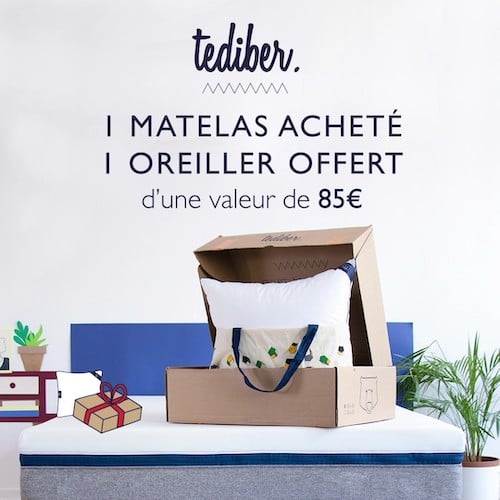 tediber.
1 MATELAS ACHETÉ
1 OREILLER OFFERT
d'une valeur de 85€
tediber.